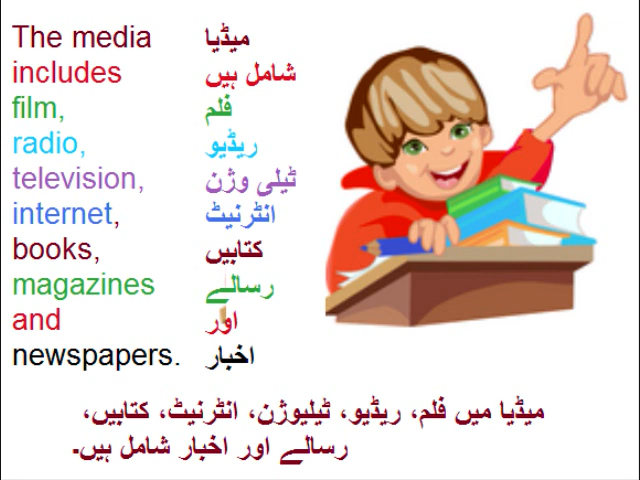 The media میڈیا
includes شامل ہیں
film, فلم
radio, ریڈیو
television, ٹیلی وژن
internet, انٹرنیٹ
books, کتابیں
magazines رسالے
and اور
newspapers. اخبار
میڈیا میں فلم، ریڈیو، ٹیلیوژن، انٹرنیٹ، کتابیں،
رسالے اور اخبار شامل ہیں۔